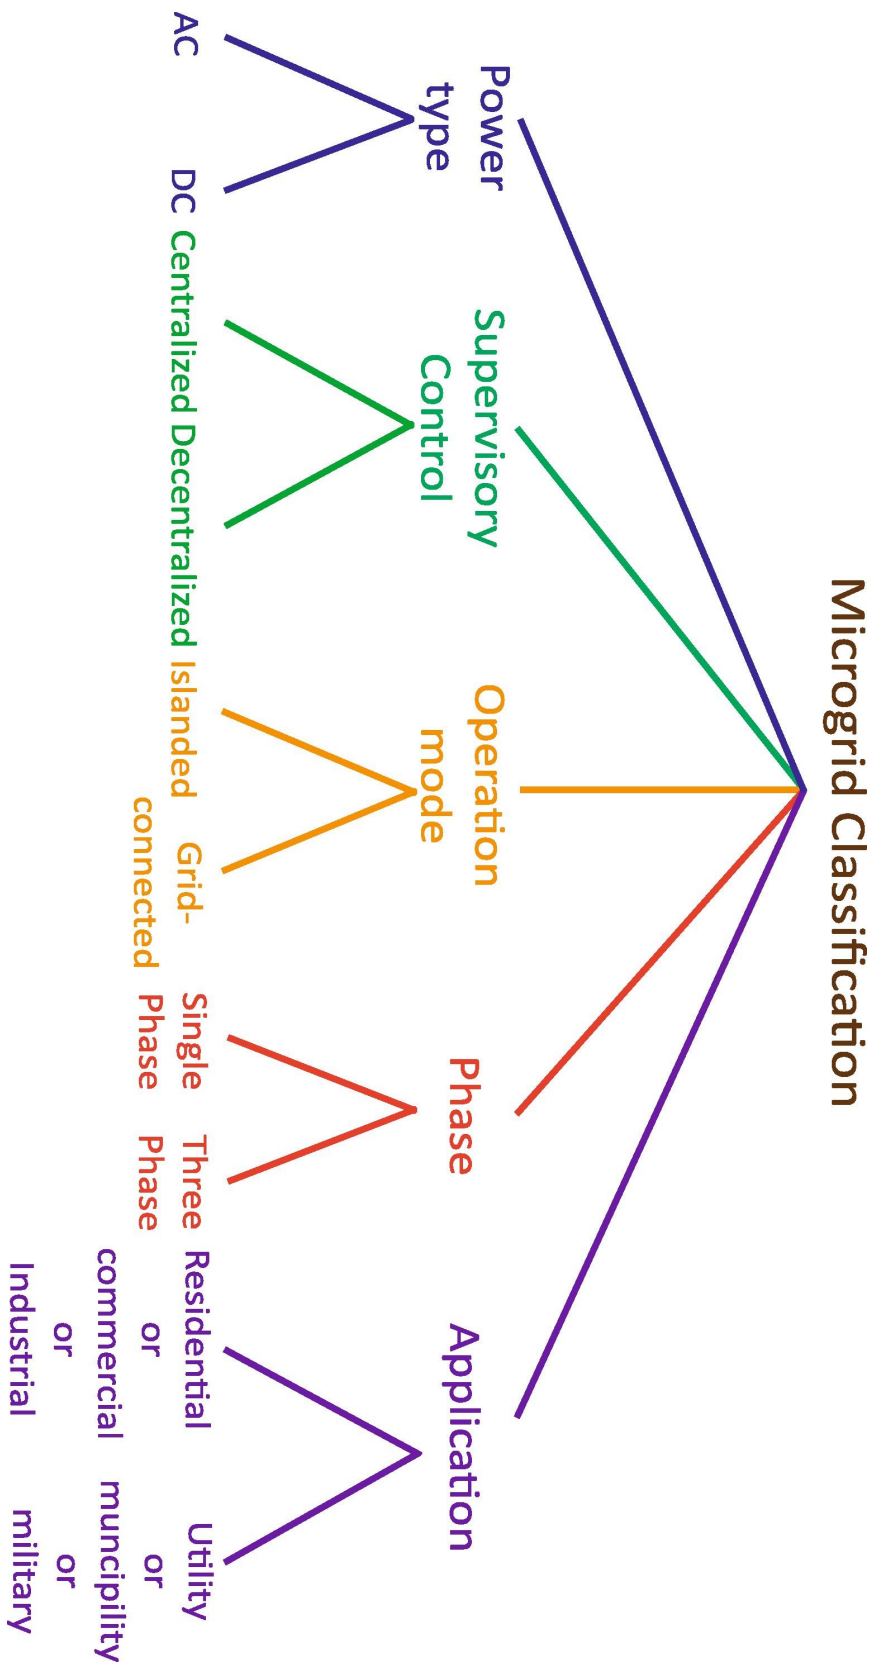 Microgrid Classification
Power
type
Supervisory
Control
Operation
mode
Phase
Application
AC
DC
Centralized
Decentralized
Islanded
Grid-
connected
Single
Phase
Three
Phase
Residential
or
commercial
or
Industrial
Utility
or
muncipility
or
military